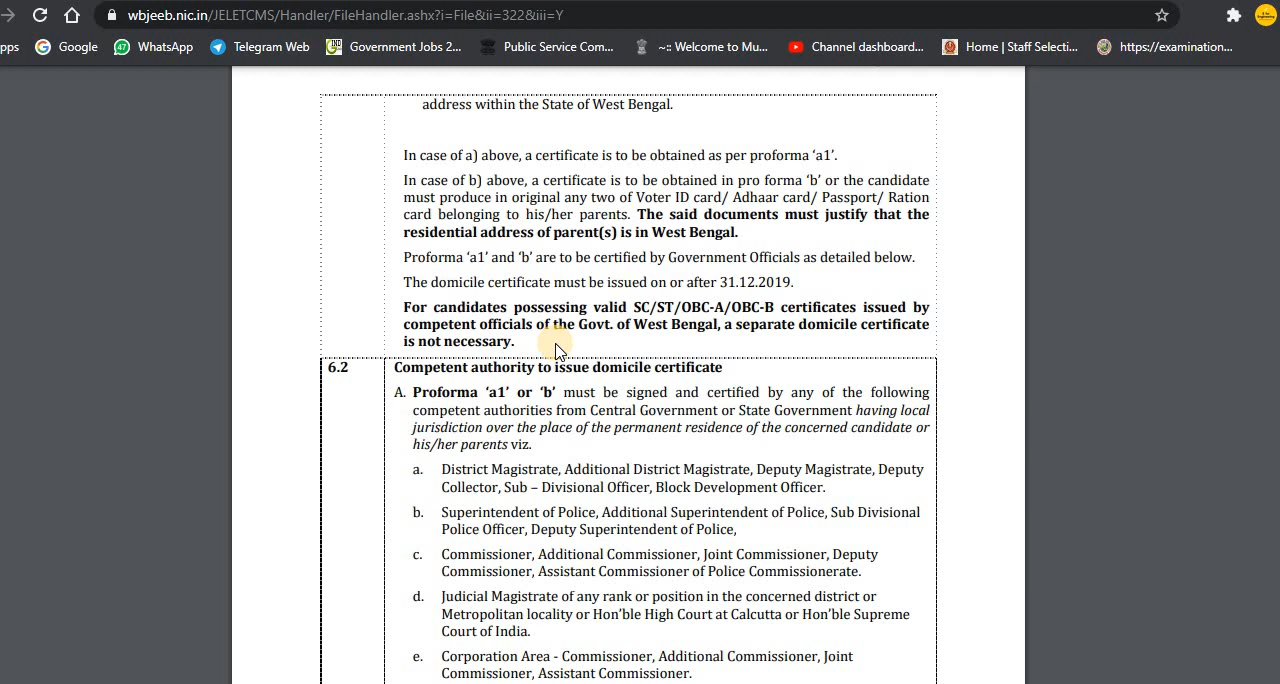 wbjeeb.nic.in/JELETCMS/Handler/FileHandler.ashx?i=File&ii=322&iii=Y
pps Google 47 WhatsApp Telegram Web Government Jobs 2... Public Service Com... ~:: Welcome to Mu... Channel dashboard... Home | Staff Selecti... https://examination...
address within the State of West Bengal.
In case of a) above, a certificate is to be obtained as per proforma ‘a1’.
In case of b) above, a certificate is to be obtained in pro forma ‘b’ or the candidate
must produce in original any two of Voter ID card/ Adhaar card/ Passport/ Ration
card belonging to his/her parents. The said documents must justify that the
residential address of parent(s) is in West Bengal.
Proforma ‘a1’ and ‘b’ are to be certified by Government Officials as detailed below.
The domicile certificate must be issued on or after 31.12.2019.
For candidates possessing valid SC/ST/OBC-A/OBC-B certificates issued by
competent officials of the Govt. of West Bengal, a separate domicile certificate
is not necessary.
6.2 Competent authority to issue domicile certificate
A. Proforma ‘a1’ or ‘b’ must be signed and certified by any of the following
competent authorities from Central Government or State Government having local
jurisdiction over the place of the permanent residence of the concerned candidate or
his/her parents viz.
a. District Magistrate, Additional District Magistrate, Deputy Magistrate, Deputy
Collector, Sub – Divisional Officer, Block Development Officer.
b. Superintendent of Police, Additional Superintendent of Police, Sub Divisional
Police Officer, Deputy Superintendent of Police,
c. Commissioner, Additional Commissioner, Joint Commissioner, Deputy
Commissioner, Assistant Commissioner of Police Commissionerate.
d. Judicial Magistrate of any rank or position in the concerned district or
Metropolitan locality or Hon’ble High Court at Calcutta or Hon’ble Supreme
Court of India.
e. Corporation Area - Commissioner, Additional Commissioner, Joint
Commissioner, Assistant Commissioner.